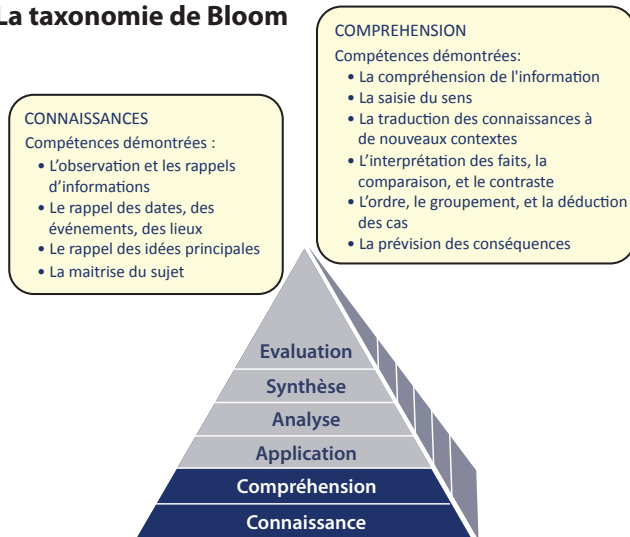 La taxonomie de Bloom
COMPREHENSION
Compétences démontrées:
• La compréhension de l'information
• La saisie du sens
• La traduction des connaissances à
de nouveaux contextes
• L'interprétation des faits, la
comparaison, et le contraste
• L'ordre, le groupement, et la déduction
des cas
• La prévision des conséquences
CONNAISSANCES
Compétences démontrées :
• L'observation et les rappels
d'informations
• Le rappel des dates, des
événements, des lieux
• Le rappel des idées principales
• La maitrise du sujet
Evaluation
Synthèse
Analyse
Application
Compréhension
Connaissance